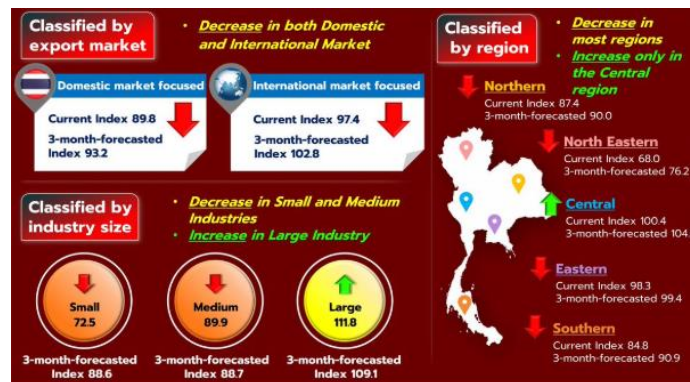 Classified by
export market
• Decrease in both Domestic
and International Market
Domestic market focused
Current Index 89.8
3-month-forecasted
Index 93.2
International market focused
Current Index 97.4
3-month-forecasted
Index 102.8
Classified by
industry size
• Decrease in Small and Medium
Industries
• Increase in Large Industry
Small
72.5
3-month-forecasted
Index 88.6
Medium
89.9
3-month-forecasted
Index 88.7
Large
111.8
3-month-forecasted
Index 109.1
Classified
by region
• Decrease in
most regions
• Increase only in
the Central
region
Northern
Current Index 87.4
3-month-forecasted 90.0
North Eastern
Current Index 68.0
3-month-forecasted 76.2
Central
Current Index 100.4
3-month-forecasted 104.
Eastern
Current Index 98.3
3-month-forecasted 99.4
Southern
Current Index 84.8
3-month-forecasted 90.9